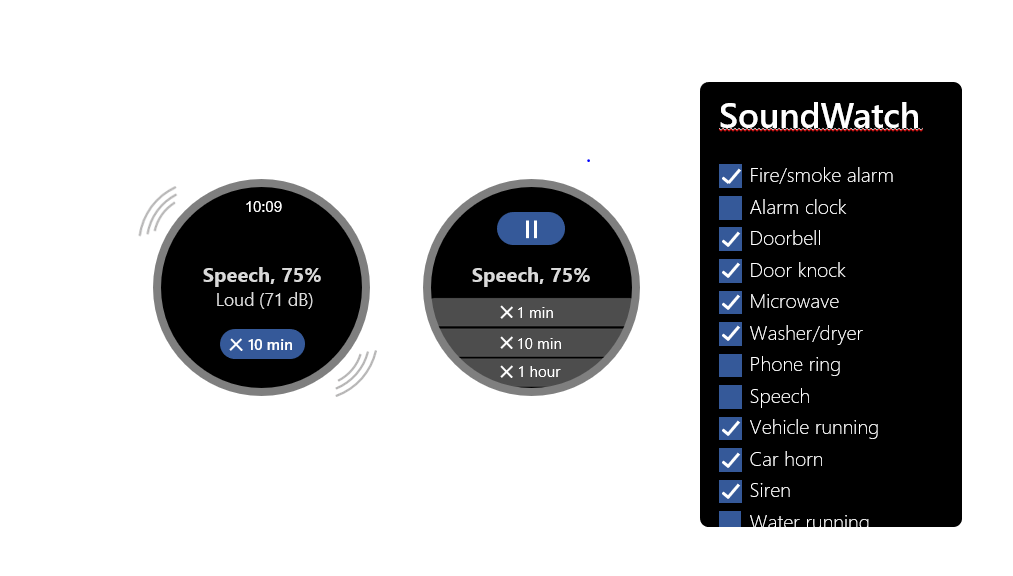 10:09
Speech, 75%
Loud (71 dB)
10 min
Speech, 75%
1 min
10 min
1 hour
SoundWatch
Fire/smoke alarm
Alarm clock
Doorbell
Door knock
Microwave
Washer/dryer
Phone ring
Speech
Vehicle running
Car horn
Siren
Water running